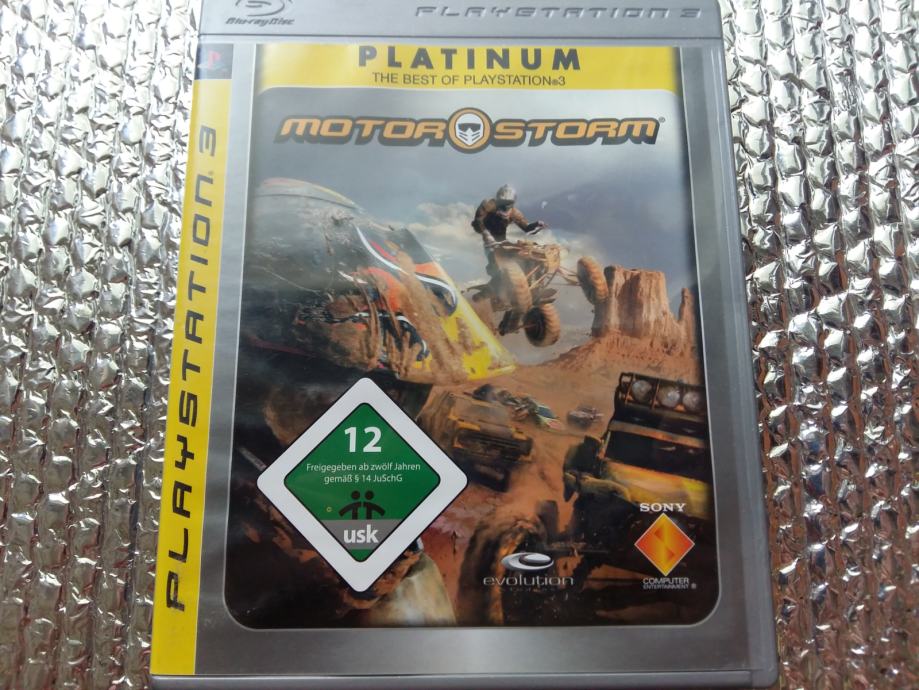 Blu-ray Disc
PLAYSTATION 3
PLATINUM
THE BEST OF PLAYSTATION®3
MOTORSTORM®
PLAYSTATION®3
12
Freigegeben ab zwölf Jahren
gemäß § 14 JuSchG
usk
evolution
STUDIOS
SONY
COMPUTER
ENTERTAINMENT®